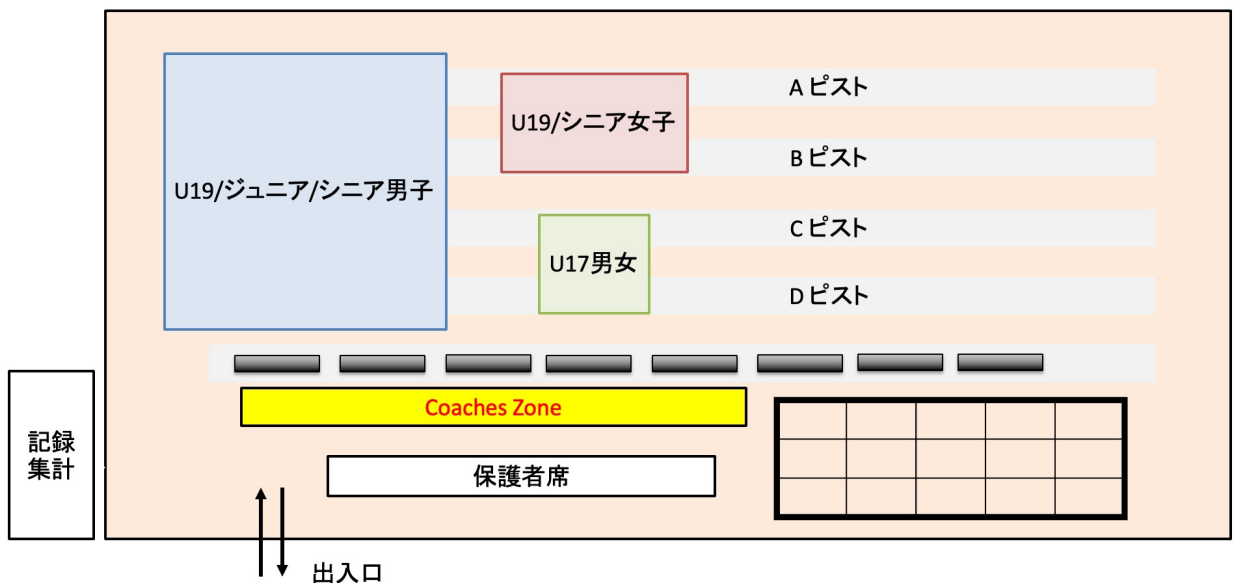 A ピスト
U19/シニア女子
B ピスト
U19/ジュニア/シニア男子
C ピスト
U17男女
D ピスト
Coaches Zone
記録
集計
保護者席
出入口